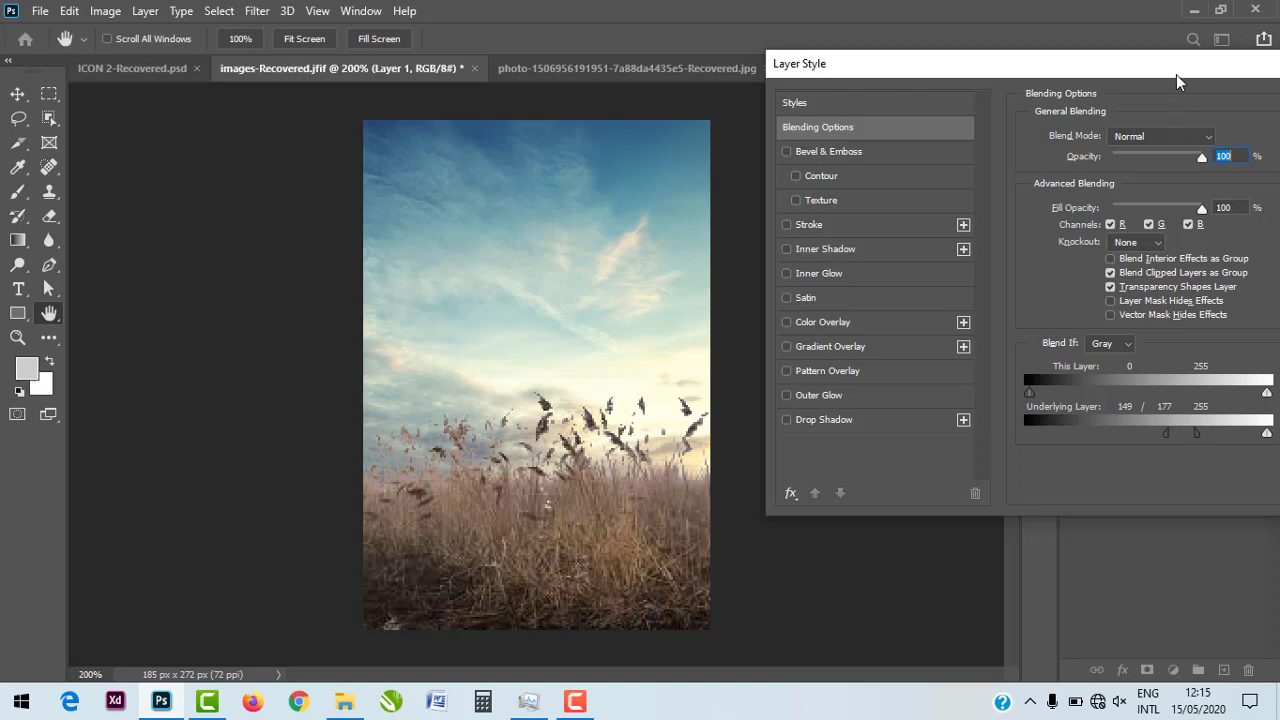 Ps File Edit Image Layer Type Select Filter 3D View Window Help
Scroll All Windows 100% Fit Screen Fill Screen
ICON 2-Recovered.psd × images-Recovered.jfif @ 200% (Layer 1, RGB/8#) * × photo-1506956191951-7a88da4435e5-Recovered.jpg
Layer Style
Styles
Blending Options
Bevel & Emboss
Contour
Texture
Stroke
Inner Shadow
Inner Glow
Satin
Color Overlay
Gradient Overlay
Pattern Overlay
Outer Glow
Drop Shadow
fx
Blending Options
General Blending
Blend Mode: Normal
Opacity: 100 %
Advanced Blending
Fill Opacity: 100 %
Channels: R G B
Knockout: None
Blend Interior Effects as Group
Blend Clipped Layers as Group
Transparency Shapes Layer
Layer Mask Hides Effects
Vector Mask Hides Effects
Blend If: Gray
This Layer: 0 255
Underlying Layer: 149 / 177 255
fx
200% 185 px x 272 px (72 ppi)
Xd Ps
ENG
INTL
12:15
15/05/2020